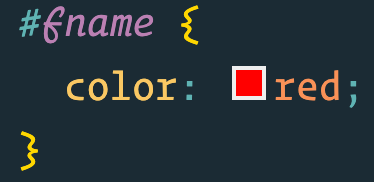 #fname {
color: red;
}